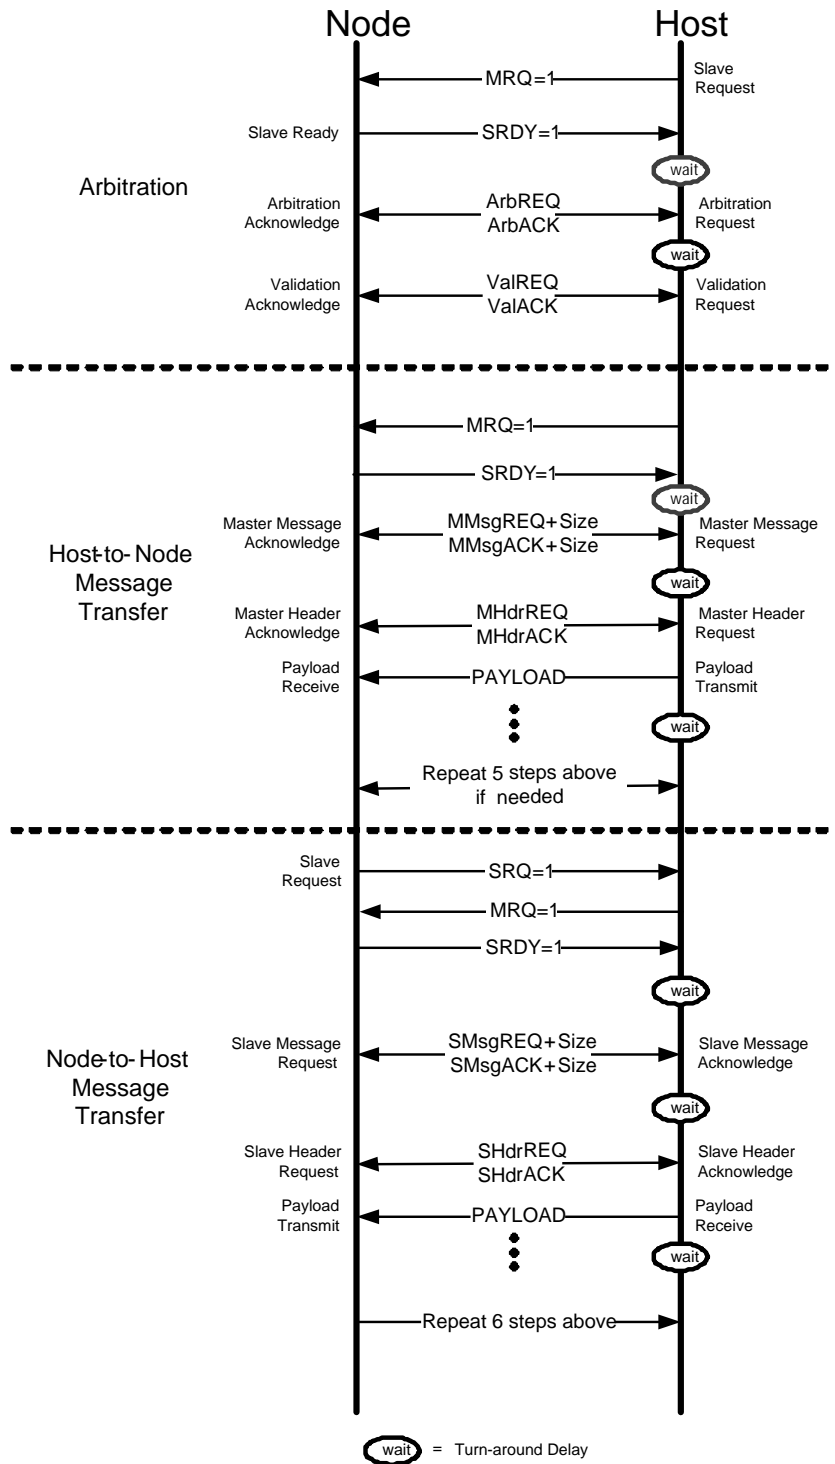 Node
Host
MRQ=1
Slave
Request
Slave Ready
SRDY=1
wait
Arbitration
Arbitration
Acknowledge
ArbREQ
ArbACK
Arbitration
Request
wait
Validation
Acknowledge
ValREQ
ValACK
Validation
Request
MRQ=1
SRDY=1
wait
Host-to-Node
Message
Transfer
Master Message
Acknowledge
MMsgREQ+Size
MMsgACK+Size
Master Message
Request
wait
Master Header
Acknowledge
MHdrREQ
MHdrACK
Master Header
Request
Payload
Receive
PAYLOAD
Payload
Transmit
wait
Repeat 5 steps above
if needed
Slave
Request
SRQ=1
MRQ=1
SRDY=1
wait
Node-to-Host
Message
Transfer
Slave Message
Request
SMsgREQ+Size
SMsgACK+Size
Slave Message
Acknowledge
wait
Slave Header
Request
SHdrREQ
SHdrACK
Slave Header
Acknowledge
Payload
Transmit
PAYLOAD
Payload
Receive
wait
Repeat 6 steps above
wait = Turn-around Delay